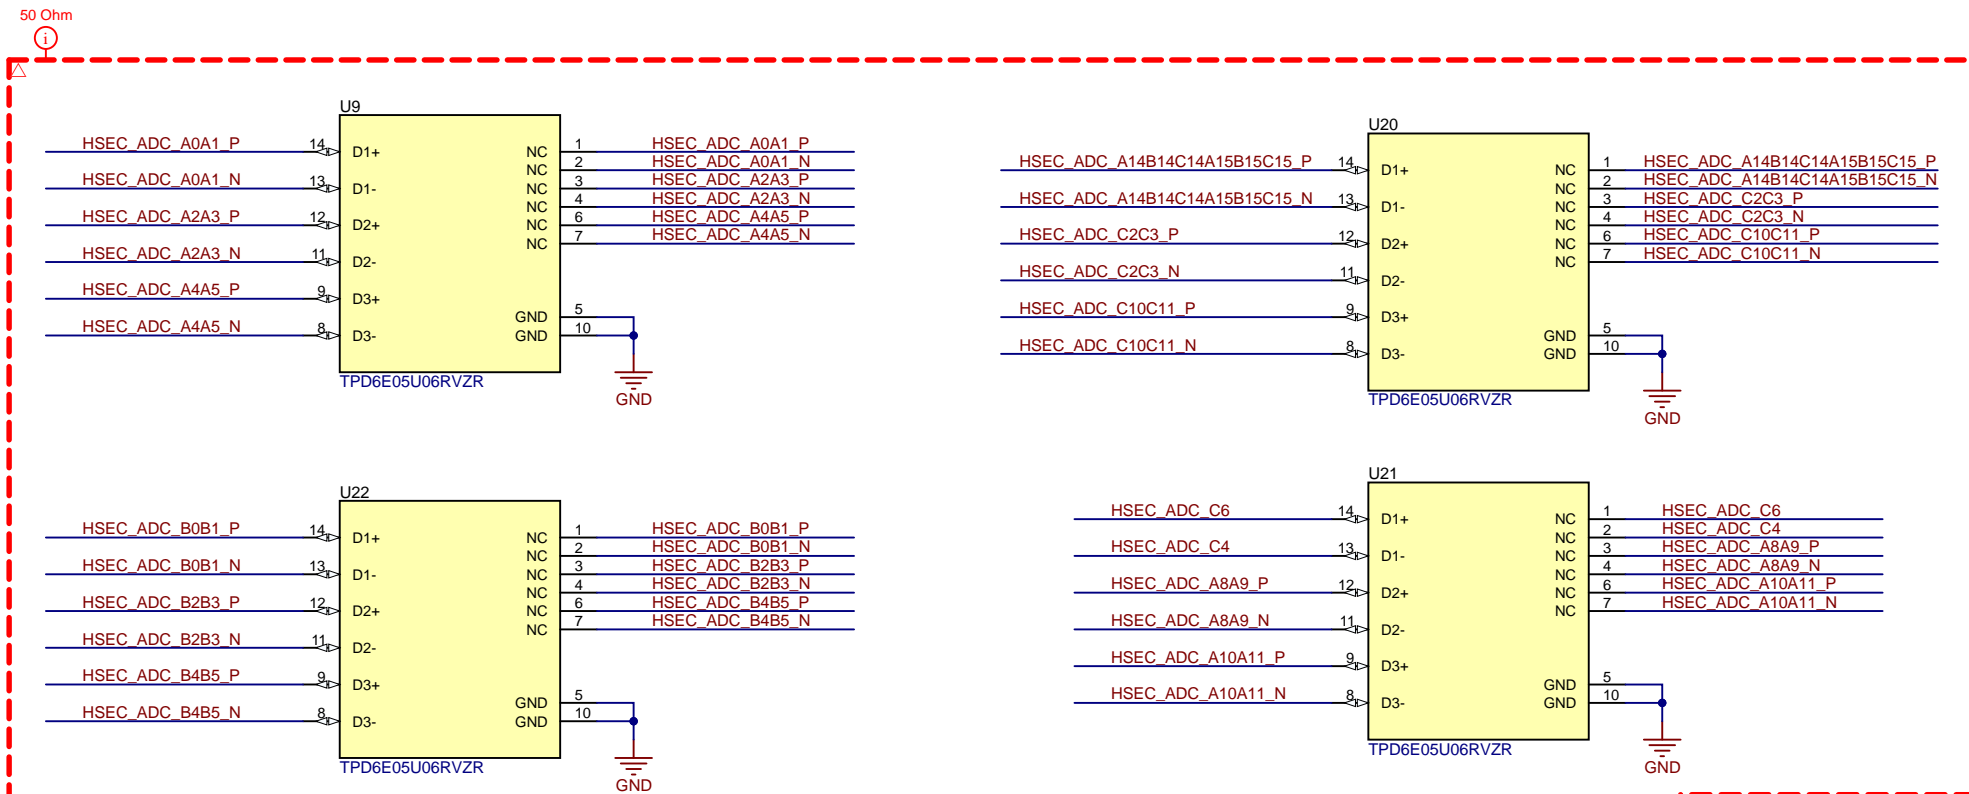 50 Ohm
i
U9
HSEC_ADC_A0A1_P 14 D1+ NC 1 HSEC_ADC_A0A1_P
NC 2 HSEC_ADC_A0A1_N
HSEC_ADC_A0A1_N 13 D1- NC 3 HSEC_ADC_A2A3_P
NC 4 HSEC_ADC_A2A3_N
HSEC_ADC_A2A3_P 12 D2+ NC 6 HSEC_ADC_A4A5_P
NC 7 HSEC_ADC_A4A5_N
HSEC_ADC_A2A3_N 11 D2-
HSEC_ADC_A4A5_P 9 D3+
GND 5
HSEC_ADC_A4A5_N 8 D3- GND 10
TPD6E05U06RVZR
GND
U20
HSEC_ADC_A14B14C14A15B15C15_P 14 D1+ NC 1 HSEC_ADC_A14B14C14A15B15C15_P
NC 2 HSEC_ADC_A14B14C14A15B15C15_N
HSEC_ADC_A14B14C14A15B15C15_N 13 D1- NC 3 HSEC_ADC_C2C3_P
NC 4 HSEC_ADC_C2C3_N
HSEC_ADC_C2C3_P 12 D2+ NC 6 HSEC_ADC_C10C11_P
NC 7 HSEC_ADC_C10C11_N
HSEC_ADC_C2C3_N 11 D2-
HSEC_ADC_C10C11_P 9 D3+
GND 5
HSEC_ADC_C10C11_N 8 D3- GND 10
TPD6E05U06RVZR
GND
U22
HSEC_ADC_B0B1_P 14 D1+ NC 1 HSEC_ADC_B0B1_P
NC 2 HSEC_ADC_B0B1_N
HSEC_ADC_B0B1_N 13 D1- NC 3 HSEC_ADC_B2B3_P
NC 4 HSEC_ADC_B2B3_N
HSEC_ADC_B2B3_P 12 D2+ NC 6 HSEC_ADC_B4B5_P
NC 7 HSEC_ADC_B4B5_N
HSEC_ADC_B2B3_N 11 D2-
HSEC_ADC_B4B5_P 9 D3+
GND 5
HSEC_ADC_B4B5_N 8 D3- GND 10
TPD6E05U06RVZR
GND
U21
HSEC_ADC_C6 14 D1+ NC 1 HSEC_ADC_C6
NC 2 HSEC_ADC_C4
HSEC_ADC_C4 13 D1- NC 3 HSEC_ADC_A8A9_P
NC 4 HSEC_ADC_A8A9_N
HSEC_ADC_A8A9_P 12 D2+ NC 6 HSEC_ADC_A10A11_P
NC 7 HSEC_ADC_A10A11_N
HSEC_ADC_A8A9_N 11 D2-
HSEC_ADC_A10A11_P 9 D3+
GND 5
HSEC_ADC_A10A11_N 8 D3- GND 10
TPD6E05U06RVZR
GND